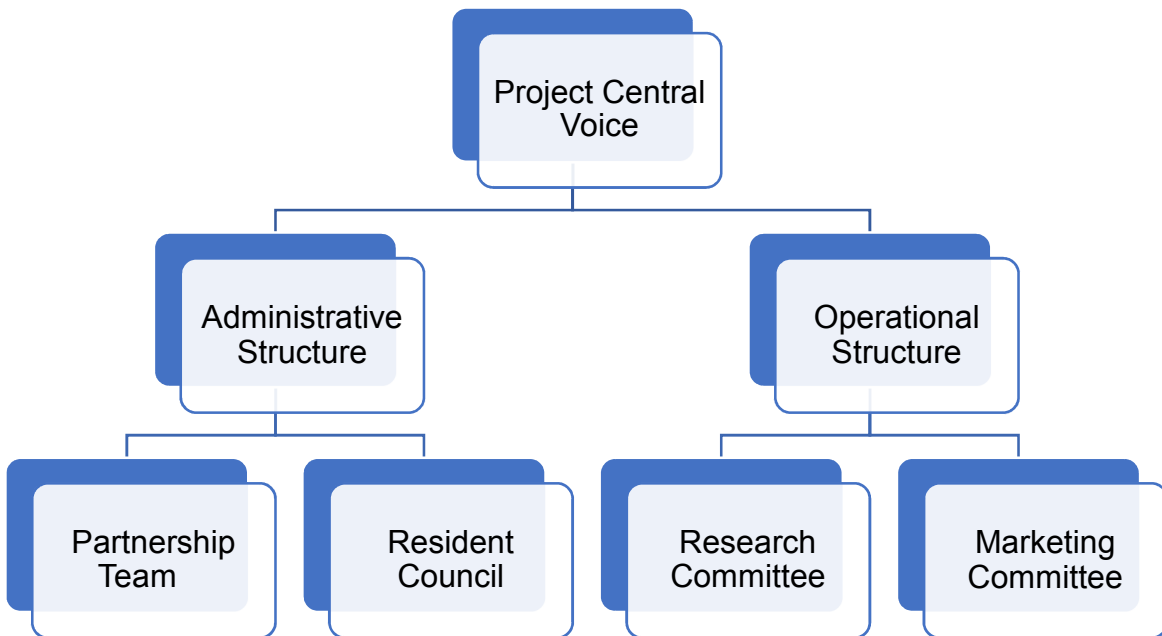 Project Central
Voice
Administrative
Structure
Operational
Structure
Partnership
Team
Resident
Council
Research
Committee
Marketing
Committee